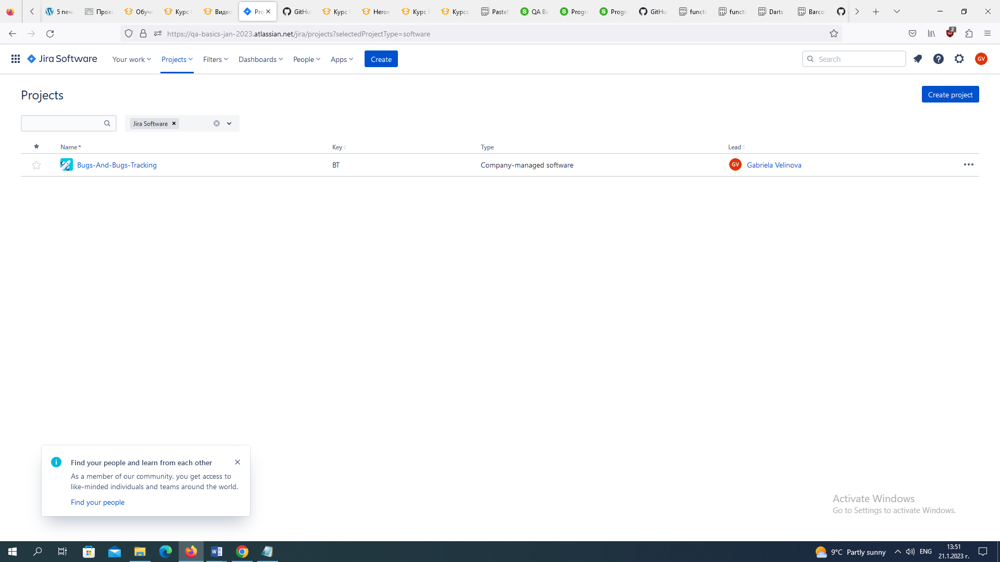 5 печ
Проек
Обуче
Курс
Видео
Pro
GitHu
Курс
Heroe
Курс
Курсо
Paste
QA Ba
Progra
Progra
GitHu
functi
functi
Darts
Barco
https://qa-basics-jan-2023.atlassian.net/jira/projects?selectedProjectType=software
2
Jira Software
Your work
Projects
Filters
Dashboards
People
Apps
Create
Search
GV
Projects
Create project
Jira Software
Name
Key
Type
Lead
Bugs-And-Bugs-Tracking
BT
Company-managed software
GV
Gabriela Velinova
Find your people and learn from each other
As a member of our community, you get access to
like-minded individuals and teams around the world.
Find your people
Activate Windows
Go to Settings to activate Windows.
9°C Partly sunny
ENG
13:51
21.1.2023 г.